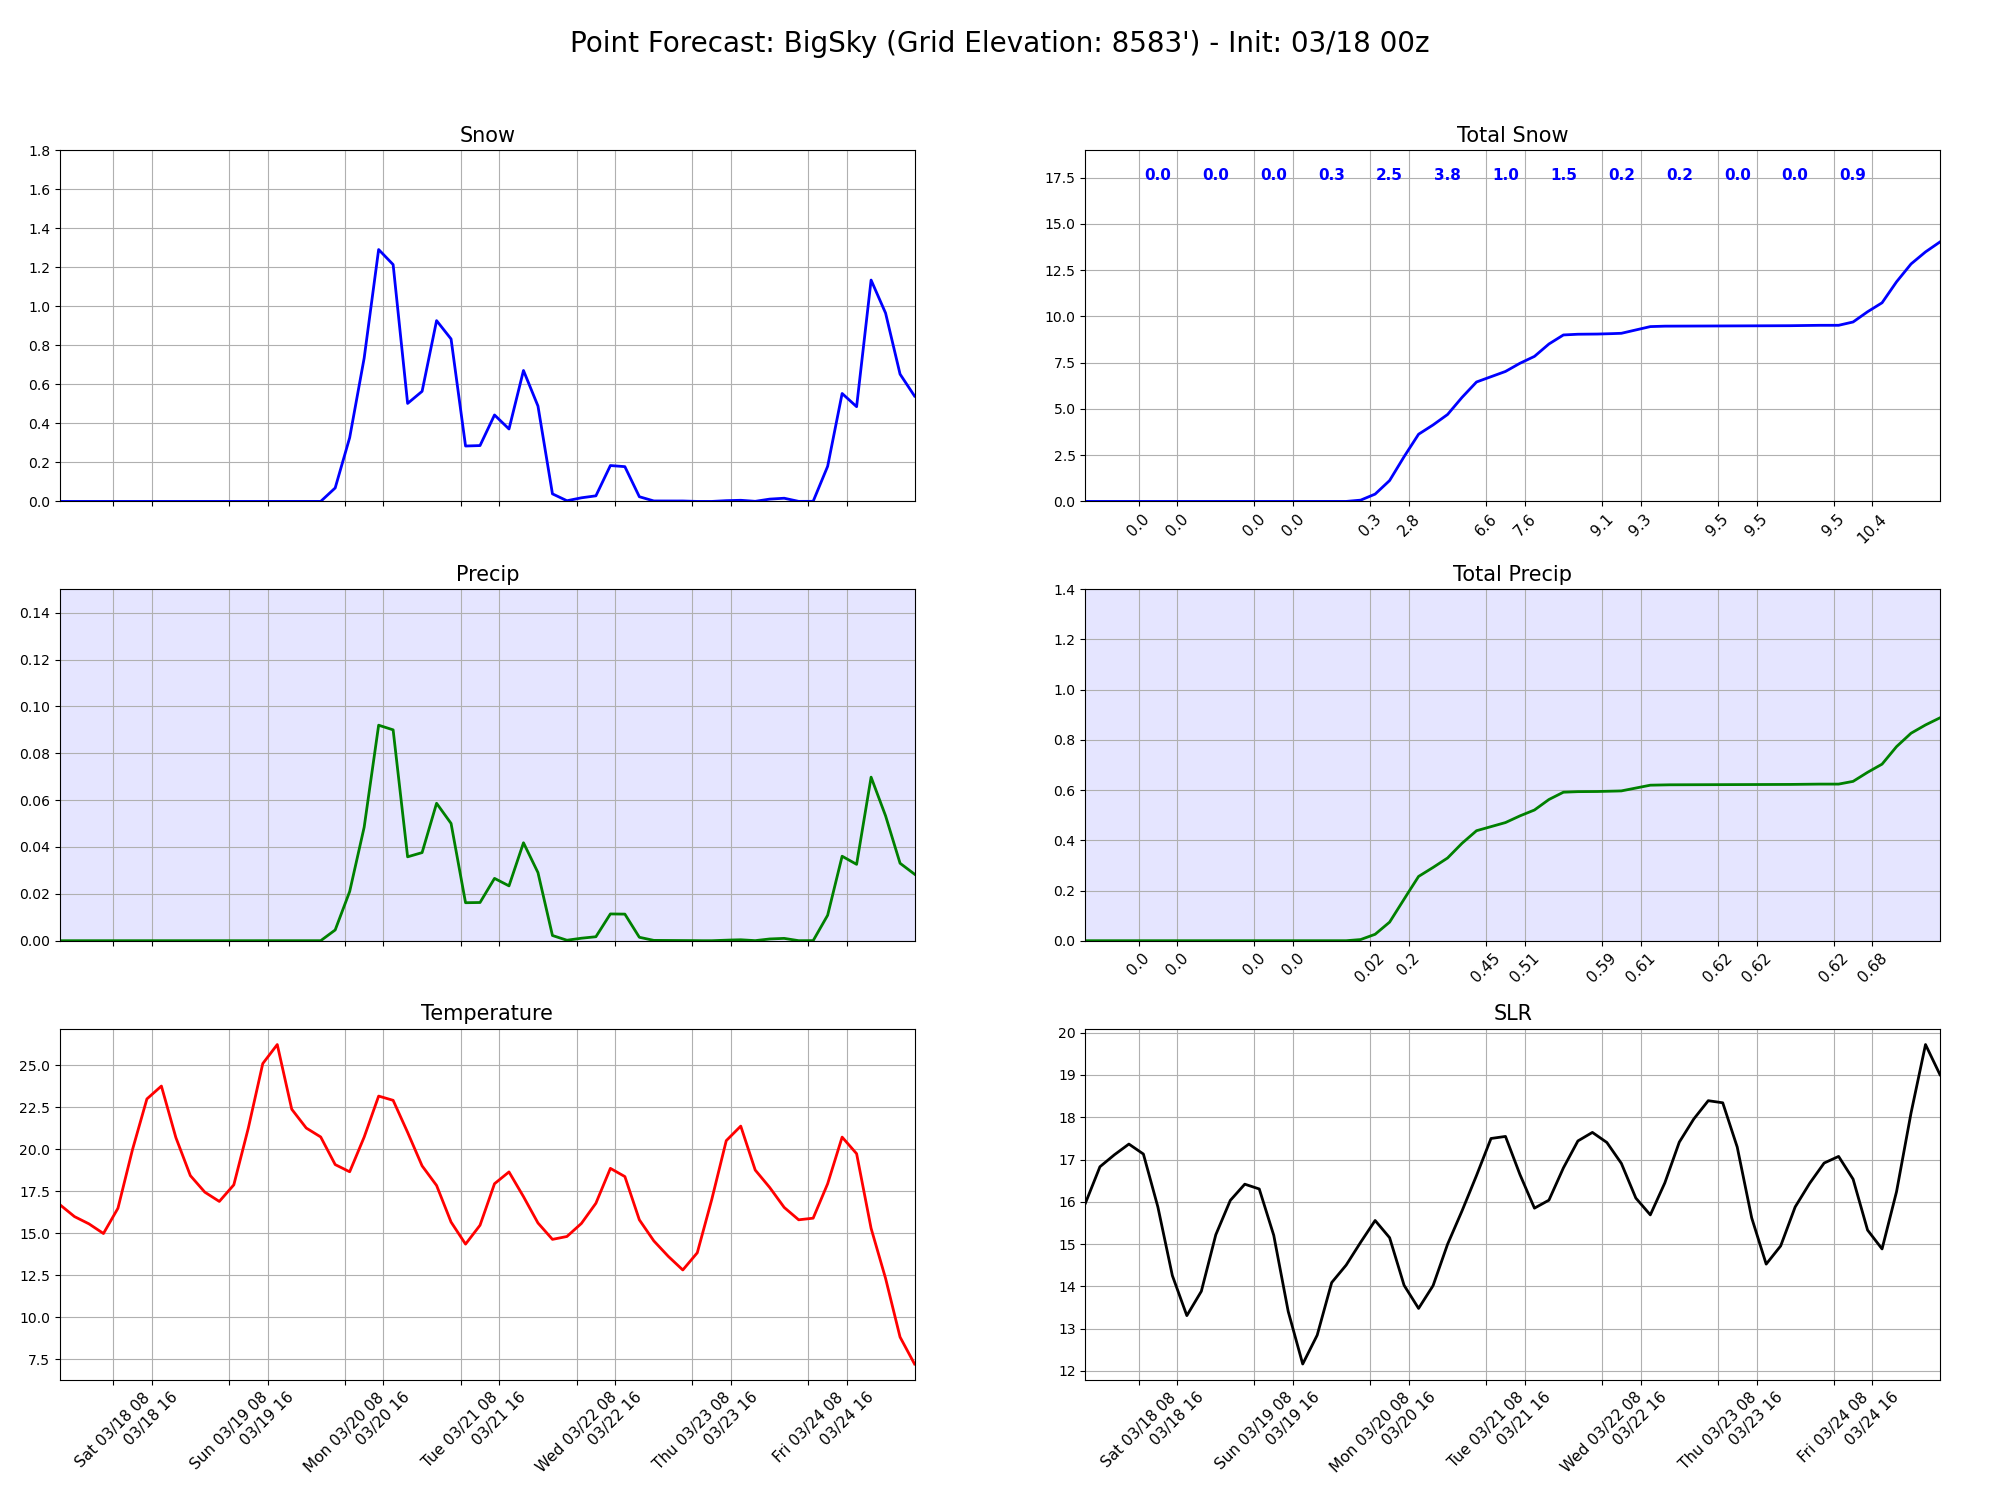 Point Forecast: BigSky (Grid Elevation: 8583') - Init: 03/18 00z
Snow
1.8
1.6
1.4
1.2
1.0
0.8
0.6
0.4
0.2
0.0
Total Snow
0.0 0.0 0.0 0.3 2.5 3.8 1.0 1.5 0.2 0.2 0.0 0.0 0.9
17.5
15.0
12.5
10.0
7.5
5.0
2.5
0.0
0.0 0.0 0.0 0.0 0.3 2.8 6.6 7.6 9.1 9.3 9.5 9.5 9.5 10.4
Precip
0.14
0.12
0.10
0.08
0.06
0.04
0.02
0.00
Total Precip
1.4
1.2
1.0
0.8
0.6
0.4
0.2
0.0
0.0 0.0 0.0 0.0 0.02 0.2 0.45 0.51 0.59 0.61 0.62 0.62 0.62 0.68
Temperature
25.0
22.5
20.0
17.5
15.0
12.5
10.0
7.5
Sat 03/18 08
03/18 16
Sun 03/19 08
03/19 16
Mon 03/20 08
03/20 16
Tue 03/21 08
03/21 16
Wed 03/22 08
03/22 16
Thu 03/23 08
03/23 16
Fri 03/24 08
03/24 16
SLR
20
19
18
17
16
15
14
13
12
Sat 03/18 08
03/18 16
Sun 03/19 08
03/19 16
Mon 03/20 08
03/20 16
Tue 03/21 08
03/21 16
Wed 03/22 08
03/22 16
Thu 03/23 08
03/23 16
Fri 03/24 08
03/24 16